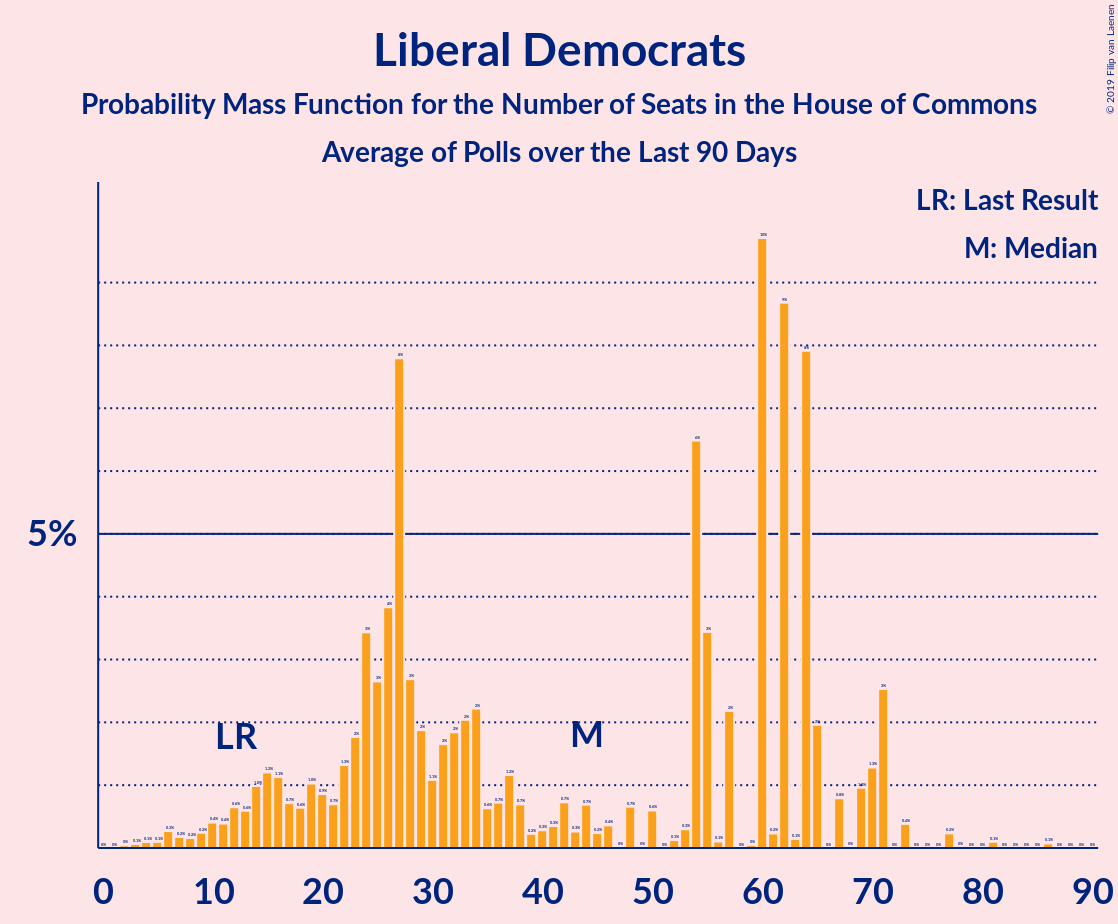 Liberal Democrats
Probability Mass Function for the Number of Seats in the House of Commons
Average of Polls over the Last 90 Days
© 2019 Filip van Laenen
LR: Last Result
M: Median
5%
LR
M
0 10 20 30 40 50 60 70 80 90